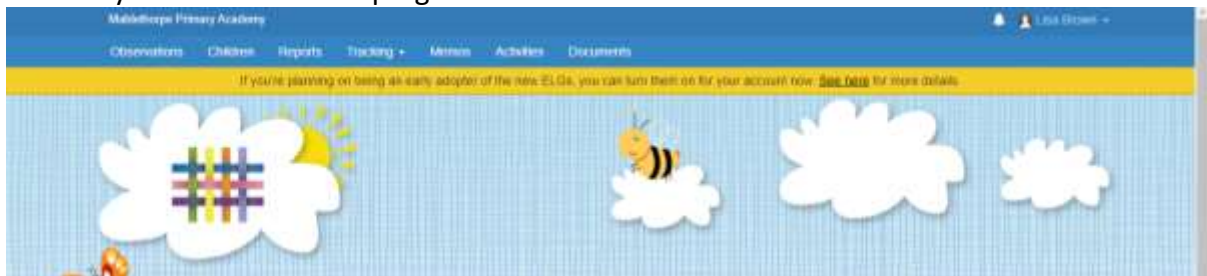 Mablethorpe Primary Academy
Lisa Brown
Observations Children Reports Tracking Memos Activities Documents
If you're planning on being an early adopter of the new ELGs, you can turn them on for your account now. See here for more details